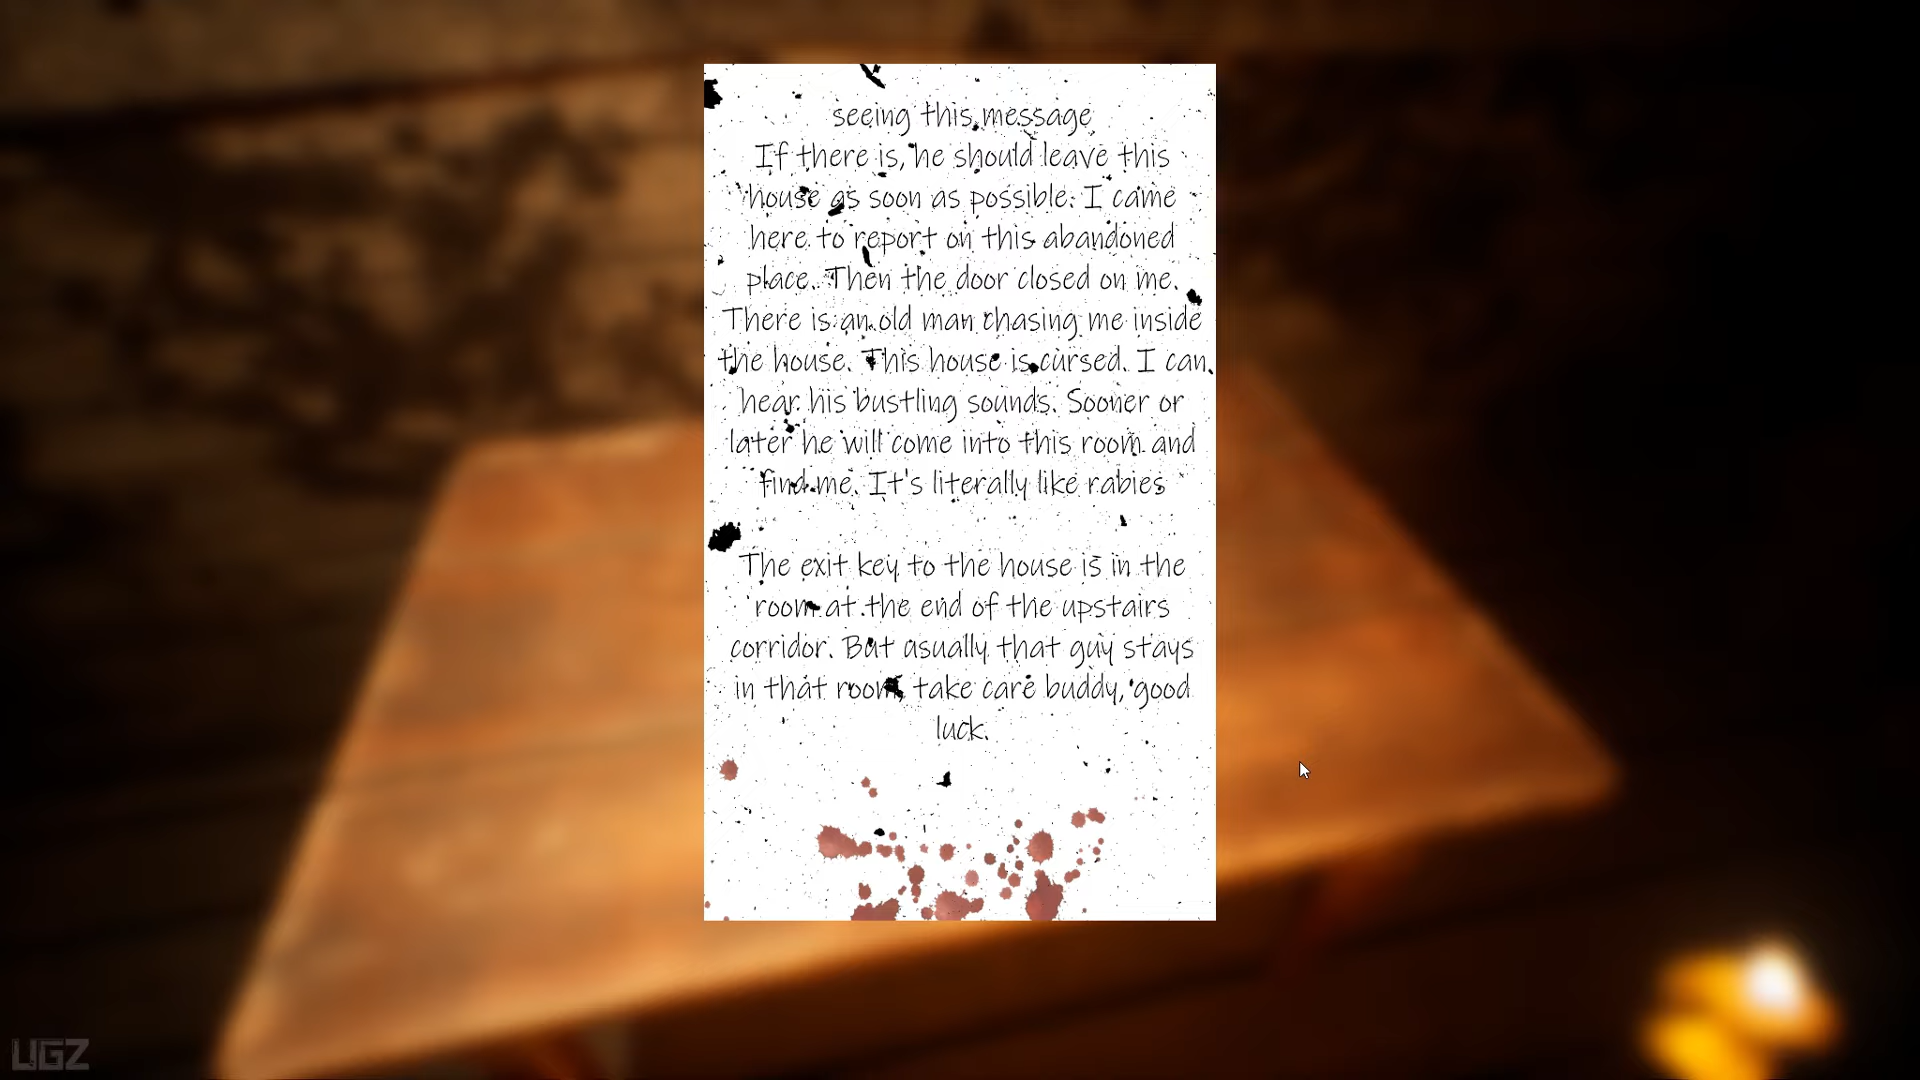 seeing this message
If there is, he should leave this
house as soon as possible. I came
here to report on this abandoned
place. Then the door closed on me.
There is an old man chasing me inside
the house. This house is cursed. I can
hear his bustling sounds. Sooner or
later he will come into this room and
find me. It's literally like rabies
The exit key to the house is in the
room at the end of the upstairs
corridor. But asually that guy stays
in that room, take care buddy, good
luck.
UGZ